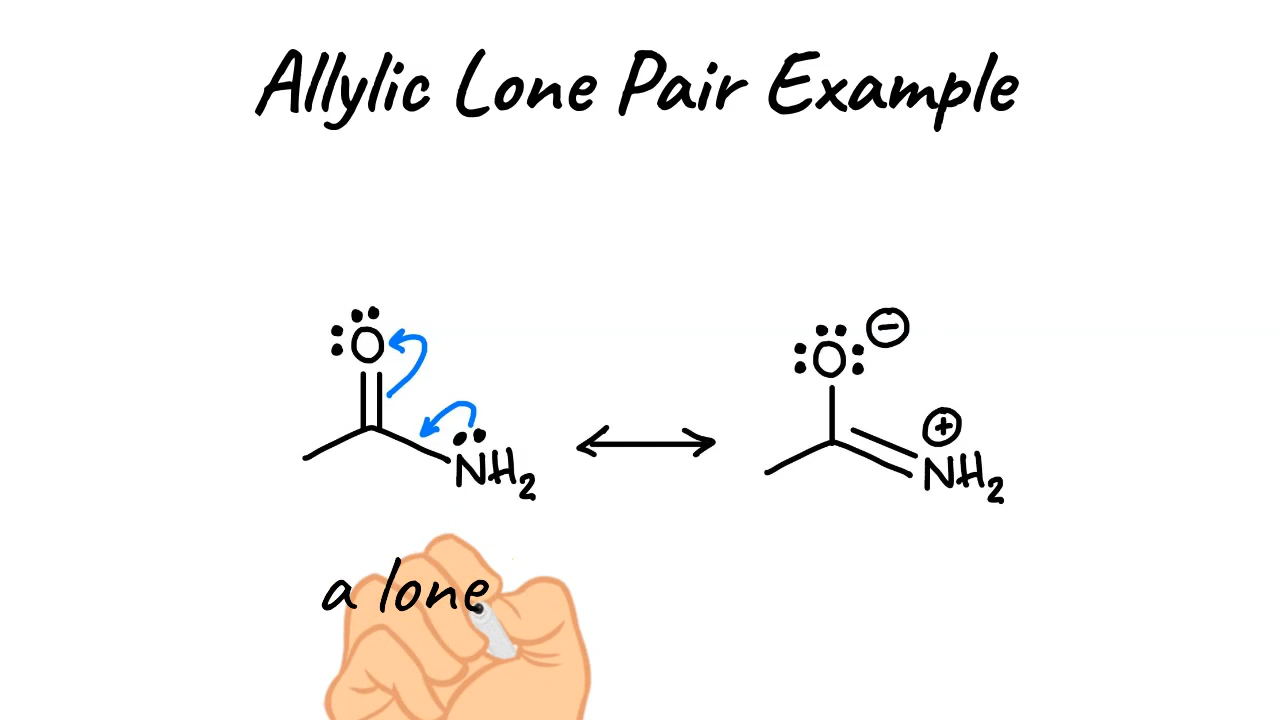 Allylic Lone Pair Example
:O: ⊖
O
⊕
NH2 NH2
a lone